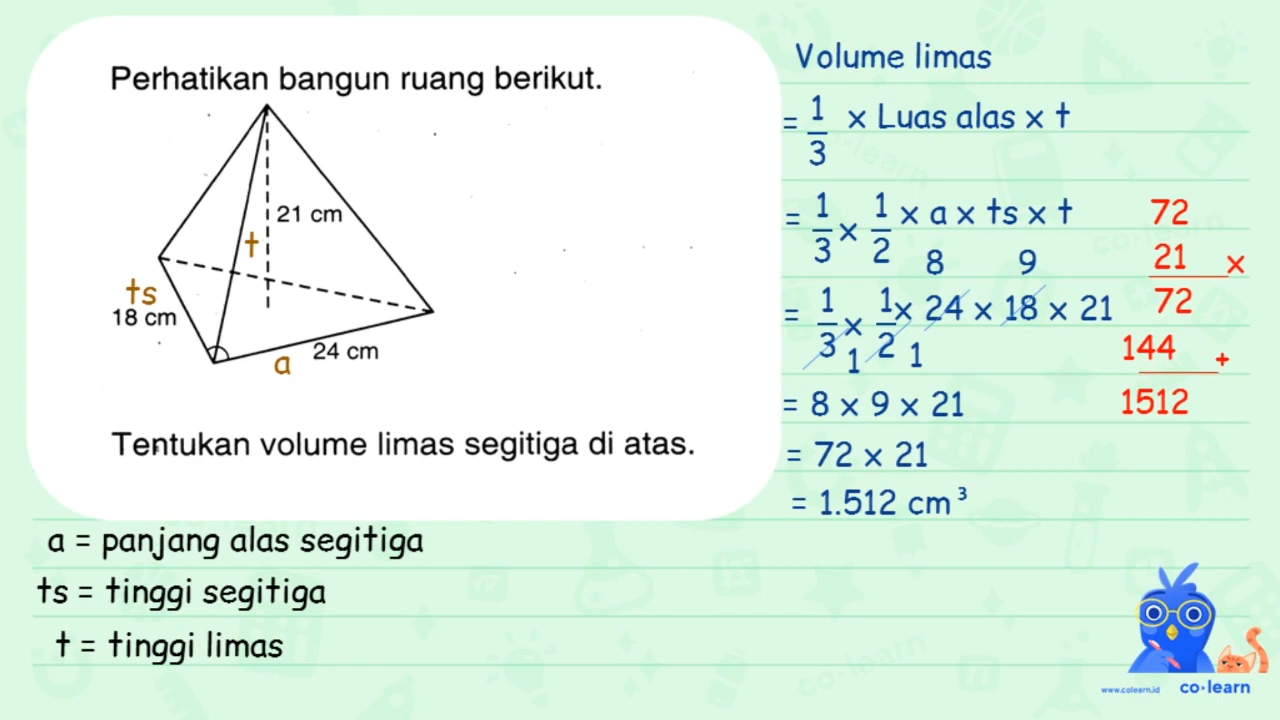 Perhatikan bangun ruang berikut.
21 cm
t
ts
18 cm
24 cm
a
Tentukan volume limas segitiga di atas.
a = panjang alas segitiga
ts = tinggi segitiga
t = tinggi limas
Volume limas
= 1/3 x Luas alas x t
= 1/3 x 1/2 x a x ts x t
8 9
= 1/3 x 1/2 x 24 x 18 x 21
1 1
= 8 x 9 x 21
= 72 x 21
= 1.512 cm³
72
21 x
72
144 +
1512
www.colearn.id
co·learn